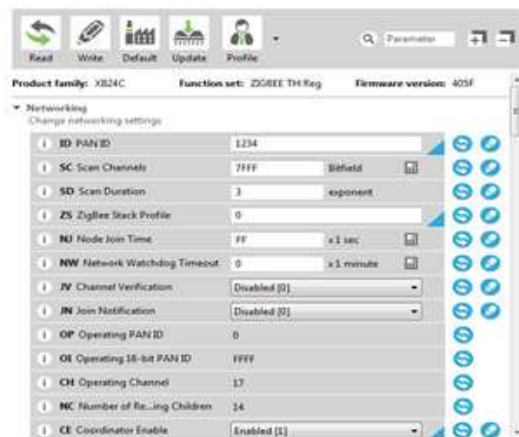 Read Write Default Update Profile Parameter
Product family: XB24C Function set: ZIGBEE TH Reg Firmware version: 405F
Networking
Change networking settings
i ID PAN ID 1234
i SC Scan Channels 7FFF Bitfield
i SD Scan Duration 3 exponent
i ZS ZigBee Stack Profile 0
i NJ Node Join Time FF x 1 sec
i NW Network Watchdog Timeout 0 x 1 minute
i JV Channel Verification Disabled [0]
i JN Join Notification Disabled [0]
i OP Operating PAN ID 0
i OI Operating 16-bit PAN ID FFFF
i CH Operating Channel 17
i NC Number of Re...ing Children 14
i CE Coordinator Enable Enabled [1]